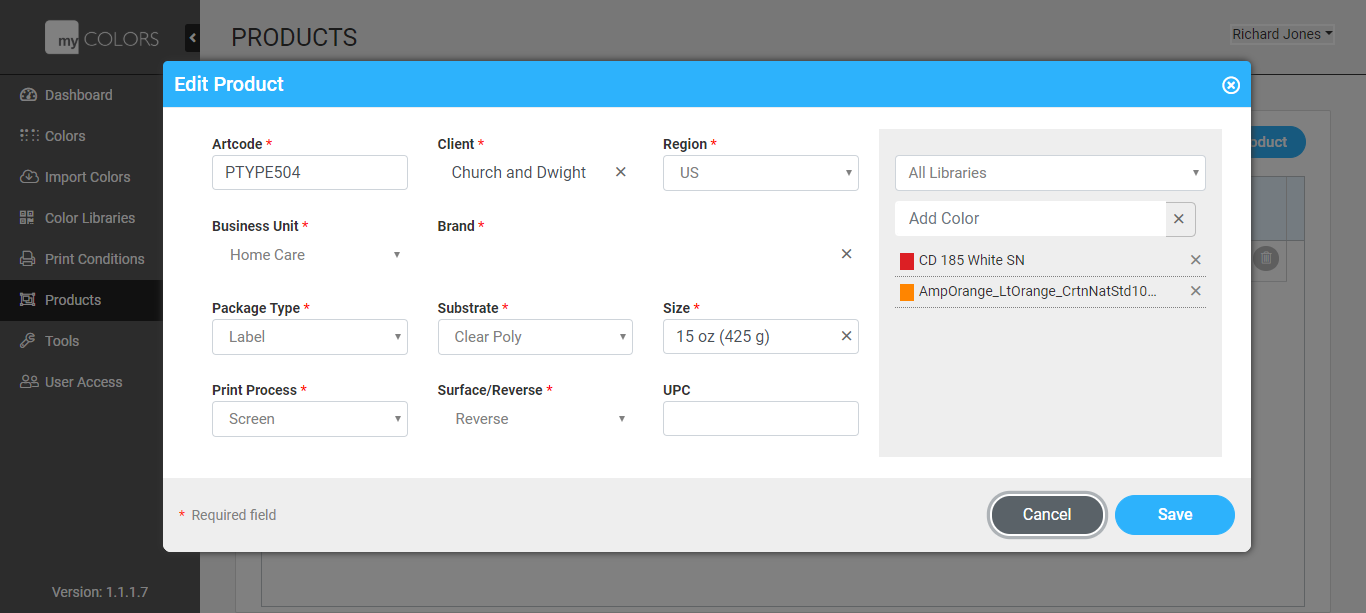 my COLORS
PRODUCTS
Richard Jones
Dashboard
Colors
Import Colors
Color Libraries
Print Conditions
Products
Tools
User Access
Version: 1.1.1.7
oduct
Edit Product
Artcode *
PTYPE504
Client *
Church and Dwight
Region *
US
Business Unit *
Home Care
Brand *
Package Type *
Label
Substrate *
Clear Poly
Size *
15 oz (425 g)
Print Process *
Screen
Surface/Reverse *
Reverse
UPC
All Libraries
Add Color
CD 185 White SN
AmpOrange_LtOrange_CrtnNatStd10...
* Required field
Cancel
Save